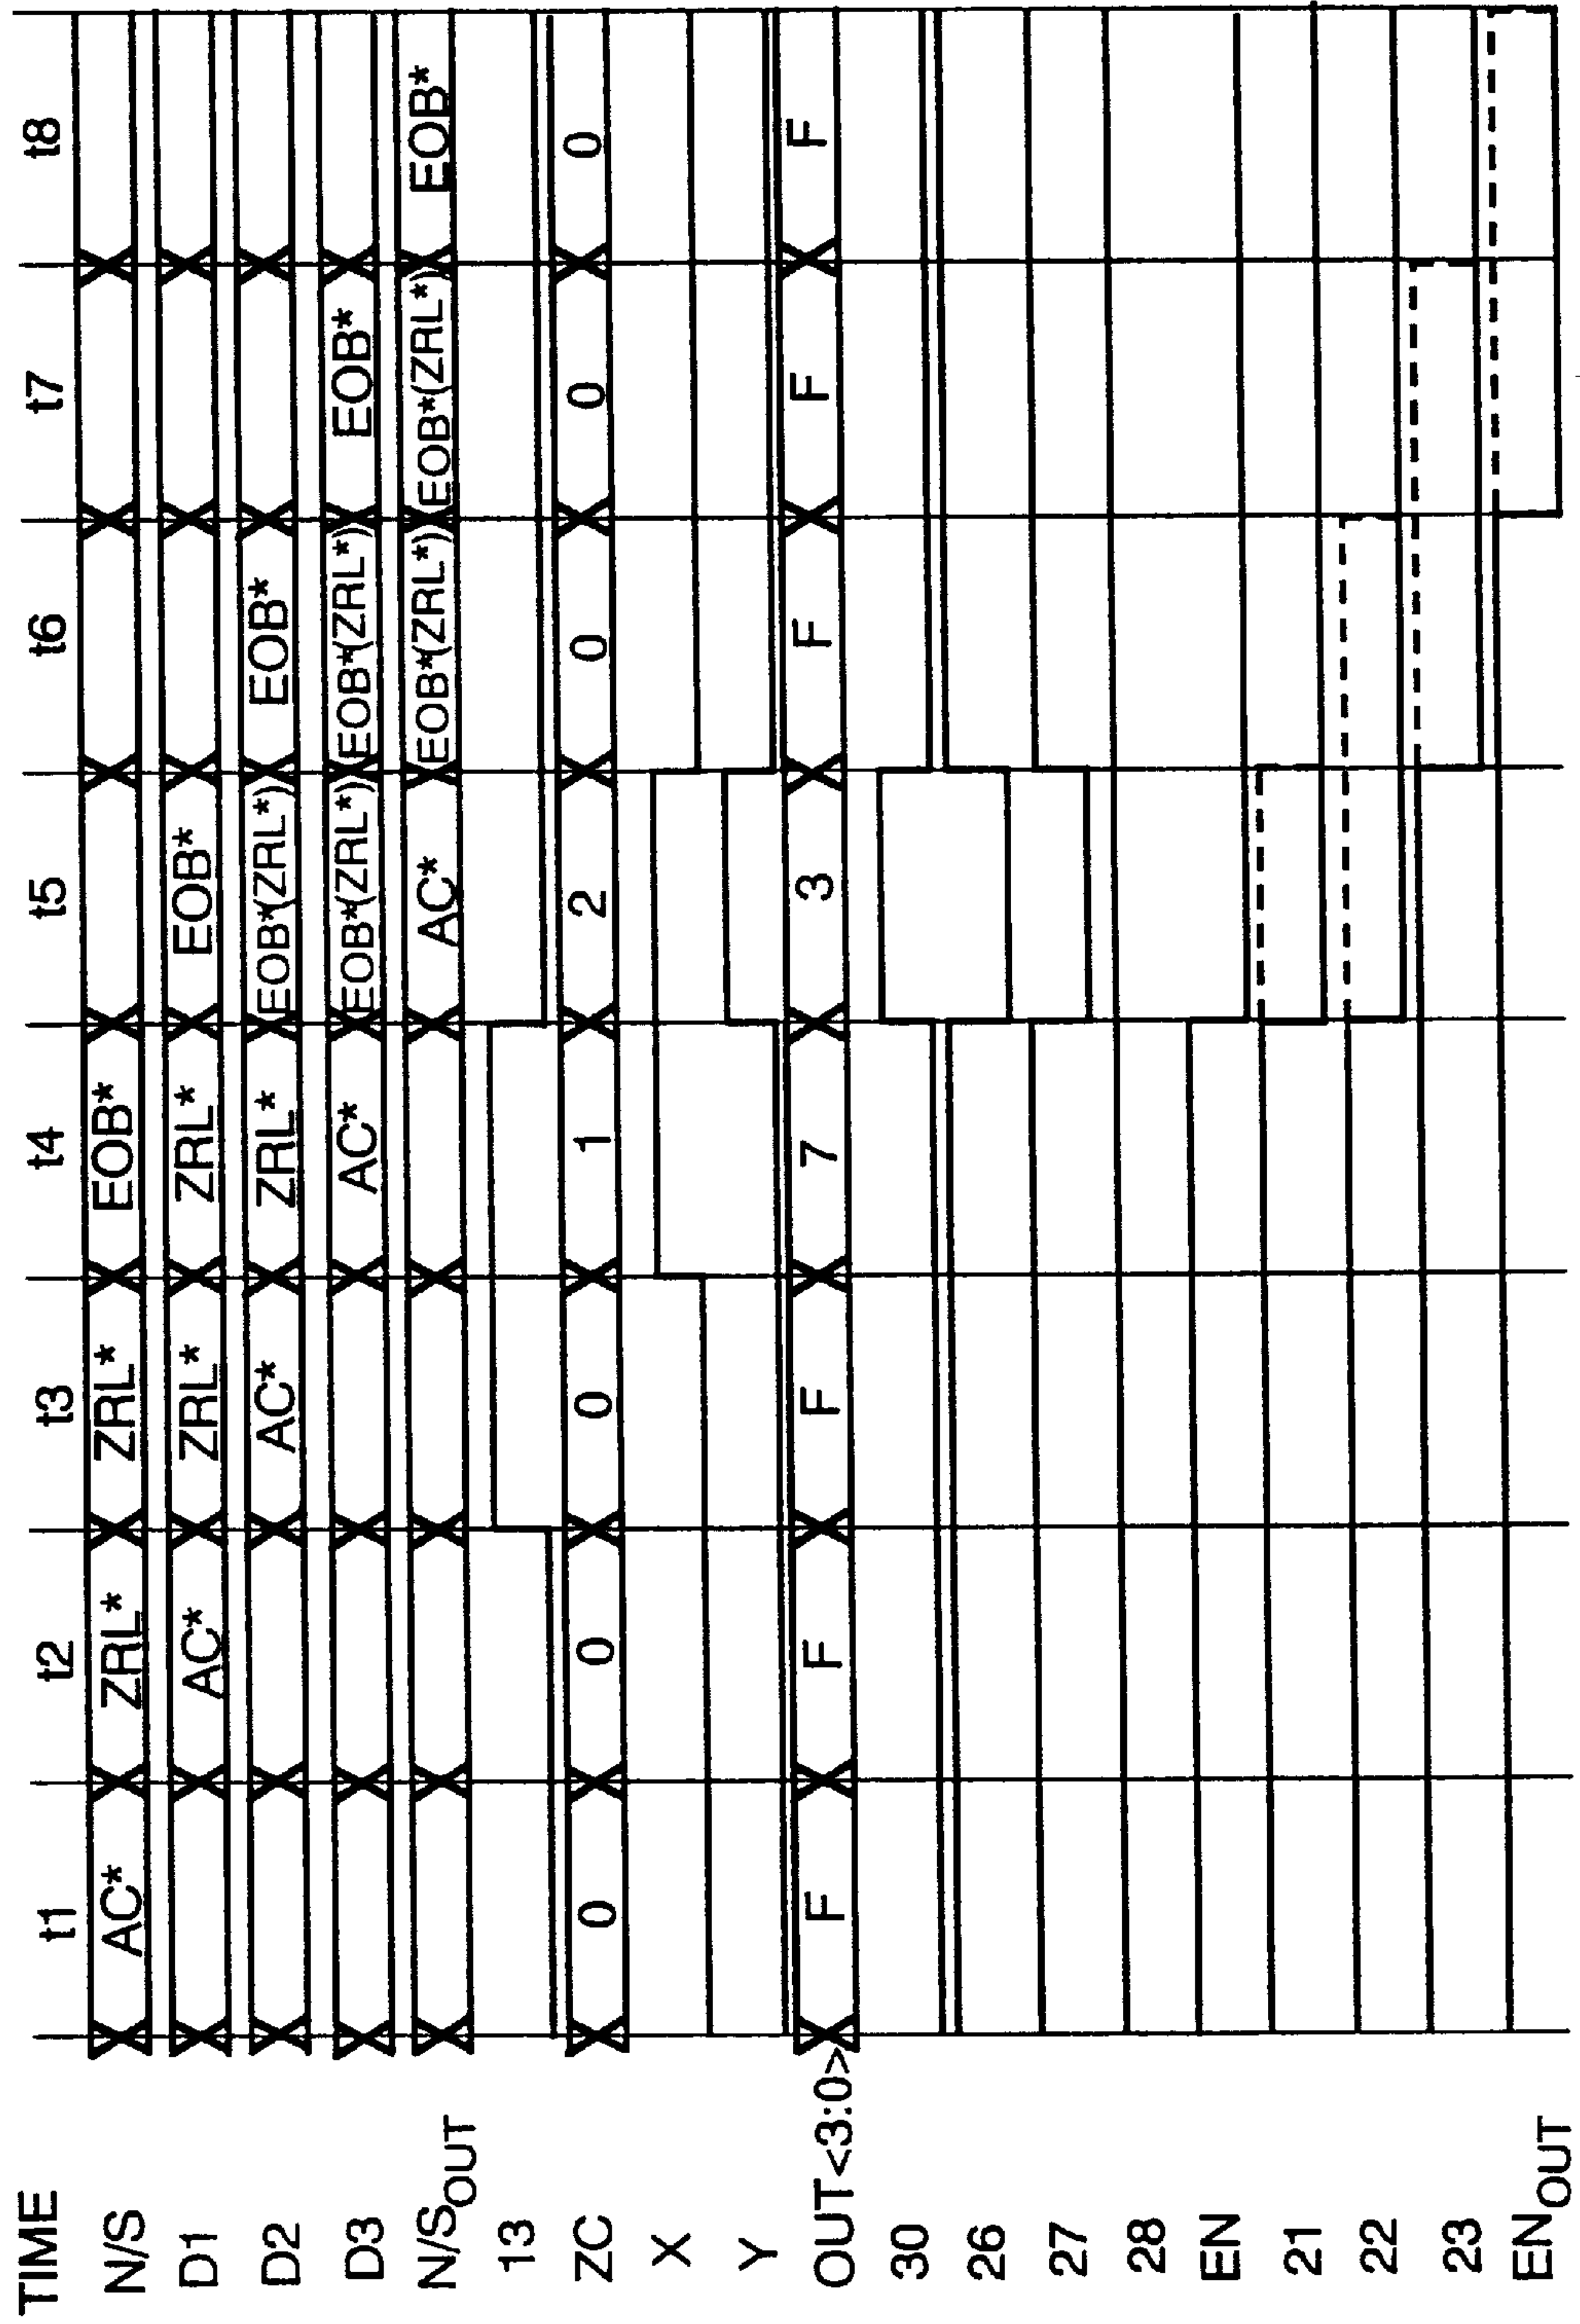 TIME t1 t2 t3 t4 t5 t6 t7 t8
N/S AC* ZRL* ZRL* EOB*
D1 AC* ZRL* ZRL* EOB*
D2 AC* ZRL* EOB*(ZRL*) EOB*
D3 AC* EOB*(ZRL*) EOB*(ZRL*) EOB*
N/S OUT AC* EOB*(ZRL*) EOB*(ZRL*) EOB*
13
ZC 0 0 0 1 2 0 0 0
X
Y
OUT<3:0> F F F 7 3 F F F
30
26
27
28
EN
21
22
23
EN OUT